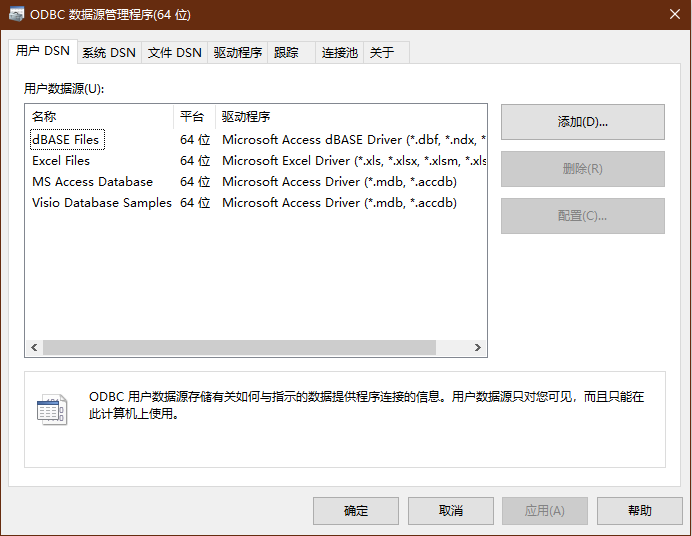 ODBC 数据源管理程序(64 位)
用户 DSN 系统 DSN 文件 DSN 驱动程序 跟踪 连接池 关于
用户数据源(U):
名称 平台 驱动程序
dBASE Files 64 位 Microsoft Access dBASE Driver (*.dbf, *.ndx, *
Excel Files 64 位 Microsoft Excel Driver (*.xls, *.xlsx, *.xlsm, *.xls
MS Access Database 64 位 Microsoft Access Driver (*.mdb, *.accdb)
Visio Database Samples 64 位 Microsoft Access Driver (*.mdb, *.accdb)
添加(D)...
删除(R)
配置(C)...
ODBC 用户数据源存储有关如何与指示的数据提供程序连接的信息。用户数据源只对您可见，而且只能在
此计算机上使用。
确定 取消 应用(A) 帮助